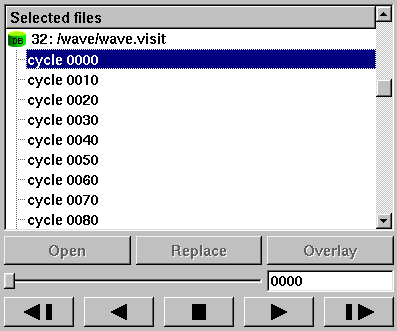 Selected files
DB 32: /wave/wave.visit
cycle 0000
cycle 0010
cycle 0020
cycle 0030
cycle 0040
cycle 0050
cycle 0060
cycle 0070
cycle 0080
Open Replace Overlay
0000